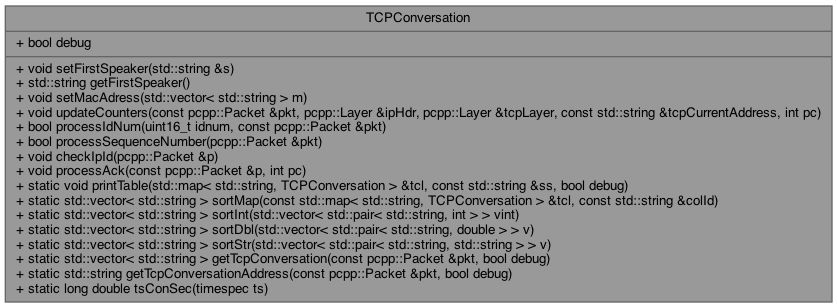 TCPConversation
+ bool debug
+ void setFirstSpeaker(std::string &s)
+ std::string getFirstSpeaker()
+ void setMacAdress(std::vector< std::string > m)
+ void updateCounters(const pcpp::Packet &pkt, pcpp::Layer &ipHdr, pcpp::Layer &tcpLayer, const std::string &tcpCurrentAddress, int pc)
+ bool processIdNum(uint16_t idnum, const pcpp::Packet &pkt)
+ bool processSequenceNumber(pcpp::Packet &pkt)
+ void checkIpId(pcpp::Packet &p)
+ void processAck(const pcpp::Packet &p, int pc)
+ static void printTable(std::map< std::string, TCPConversation > &tcl, const std::string &ss, bool debug)
+ static std::vector< std::string > sortMap(const std::map< std::string, TCPConversation > &tcl, const std::string &colId)
+ static std::vector< std::string > sortInt(std::vector< std::pair< std::string, int > > vint)
+ static std::vector< std::string > sortDbl(std::vector< std::pair< std::string, double > > v)
+ static std::vector< std::string > sortStr(std::vector< std::pair< std::string, std::string > > v)
+ static std::vector< std::string > getTcpConversation(const pcpp::Packet &pkt, bool debug)
+ static std::string getTcpConversationAddress(const pcpp::Packet &pkt, bool debug)
+ static long double tsConSec(timespec ts)